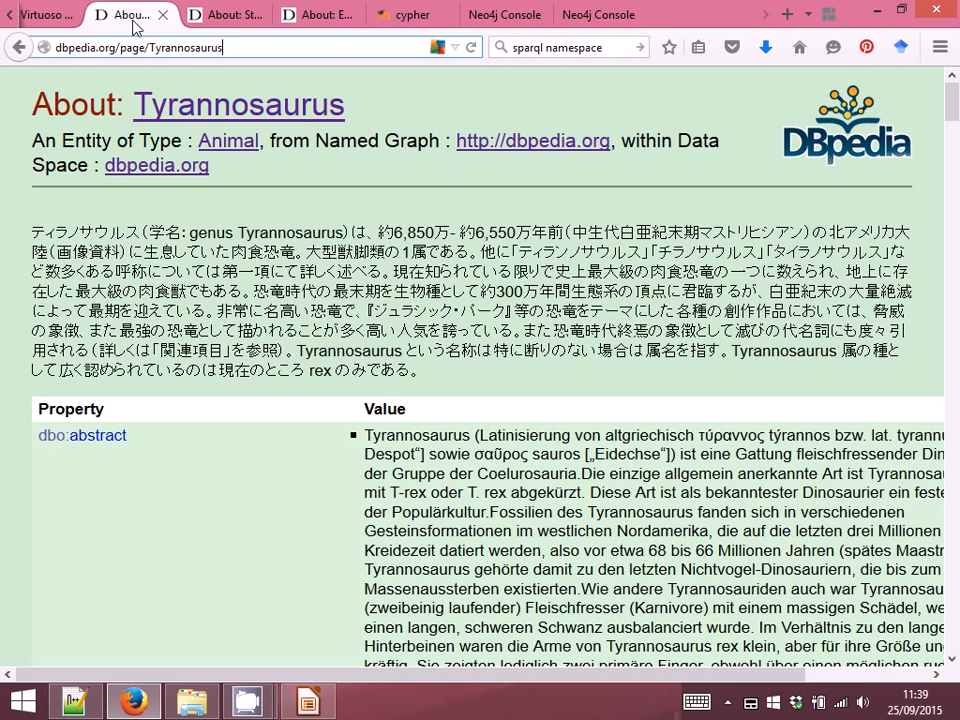 Virtuoso ...
Abou...
About: St...
About: E...
cypher
Neo4j Console
Neo4j Console
dbpedia.org/page/Tyrannosaurus
sparql namespace
About: Tyrannosaurus
DBpedia
An Entity of Type : Animal, from Named Graph : http://dbpedia.org, within Data
Space : dbpedia.org
ティラノサウルス（学名: genus Tyrannosaurus）は、約6,850万- 約6,550万年前（中生代白亜紀末期マストリヒシアン）の北アメリカ大
陸（画像資料）に生息していた肉食恐竜。大型獣脚類の1属である。他に「ティランノサウルス」「チラノサウルス」「タイラノサウルス」な
ど数多くある呼称については第一項にて詳しく述べる。現在知られている限りで史上最大級の肉食恐竜の一つに数えられ、地上に存
在した最大級の肉食獣でもある。恐竜時代の最末期を生物種として約300万年間生態系の頂点に君臨するが、白亜紀末の大量絶滅
によって最期を迎えている。非常に名高い恐竜で、『ジュラシック・パーク』等の恐竜をテーマにした各種の創作作品においては、脅威
の象徴、また最強の恐竜として描かれることが多く高い人気を誇っている。また恐竜時代終焉の象徴として滅びの代名詞にも度々引
用される（詳しくは「関連項目」を参照）。Tyrannosaurus という名称は特に断りのない場合は属名を指す。Tyrannosaurus 属の種と
して広く認められているのは現在のところ rex のみである。
Property Value
dbo:abstract
Tyrannosaurus (Latinisierung von altgriechisch τύραννος týrannos bzw. lat. tyrannu
Despot“] sowie σαῦρος sauros [„Eidechse“]) ist eine Gattung fleischfressender Din
der Gruppe der Coelurosauria.Die einzige allgemein anerkannte Art ist Tyrannosau
mit T-rex oder T. rex abgekürzt. Diese Art ist als bekanntester Dinosaurier ein feste
der Populärkultur.Fossilien des Tyrannosaurus fanden sich in verschiedenen
Gesteinsformationen im westlichen Nordamerika, die auf die letzten drei Millionen
Kreidezeit datiert werden, also vor etwa 68 bis 66 Millionen Jahren (spätes Maastr
Tyrannosaurus gehörte damit zu den letzten Nichtvogel-Dinosauriern, die bis zum
Massenaussterben existierten.Wie andere Tyrannosauriden auch war Tyrannosau
(zweibeinig laufender) Fleischfresser (Karnivore) mit einem massigen Schädel, we
einen langen, schweren Schwanz ausbalanciert wurde. Im Verhältnis zu den lange
Hinterbeinen waren die Arme von Tyrannosaurus rex klein, aber für ihre Größe un
kräftig. Sie zeigten lediglich zwei primäre Finger, obwohl über einen möglichen
11:39
25/09/2015